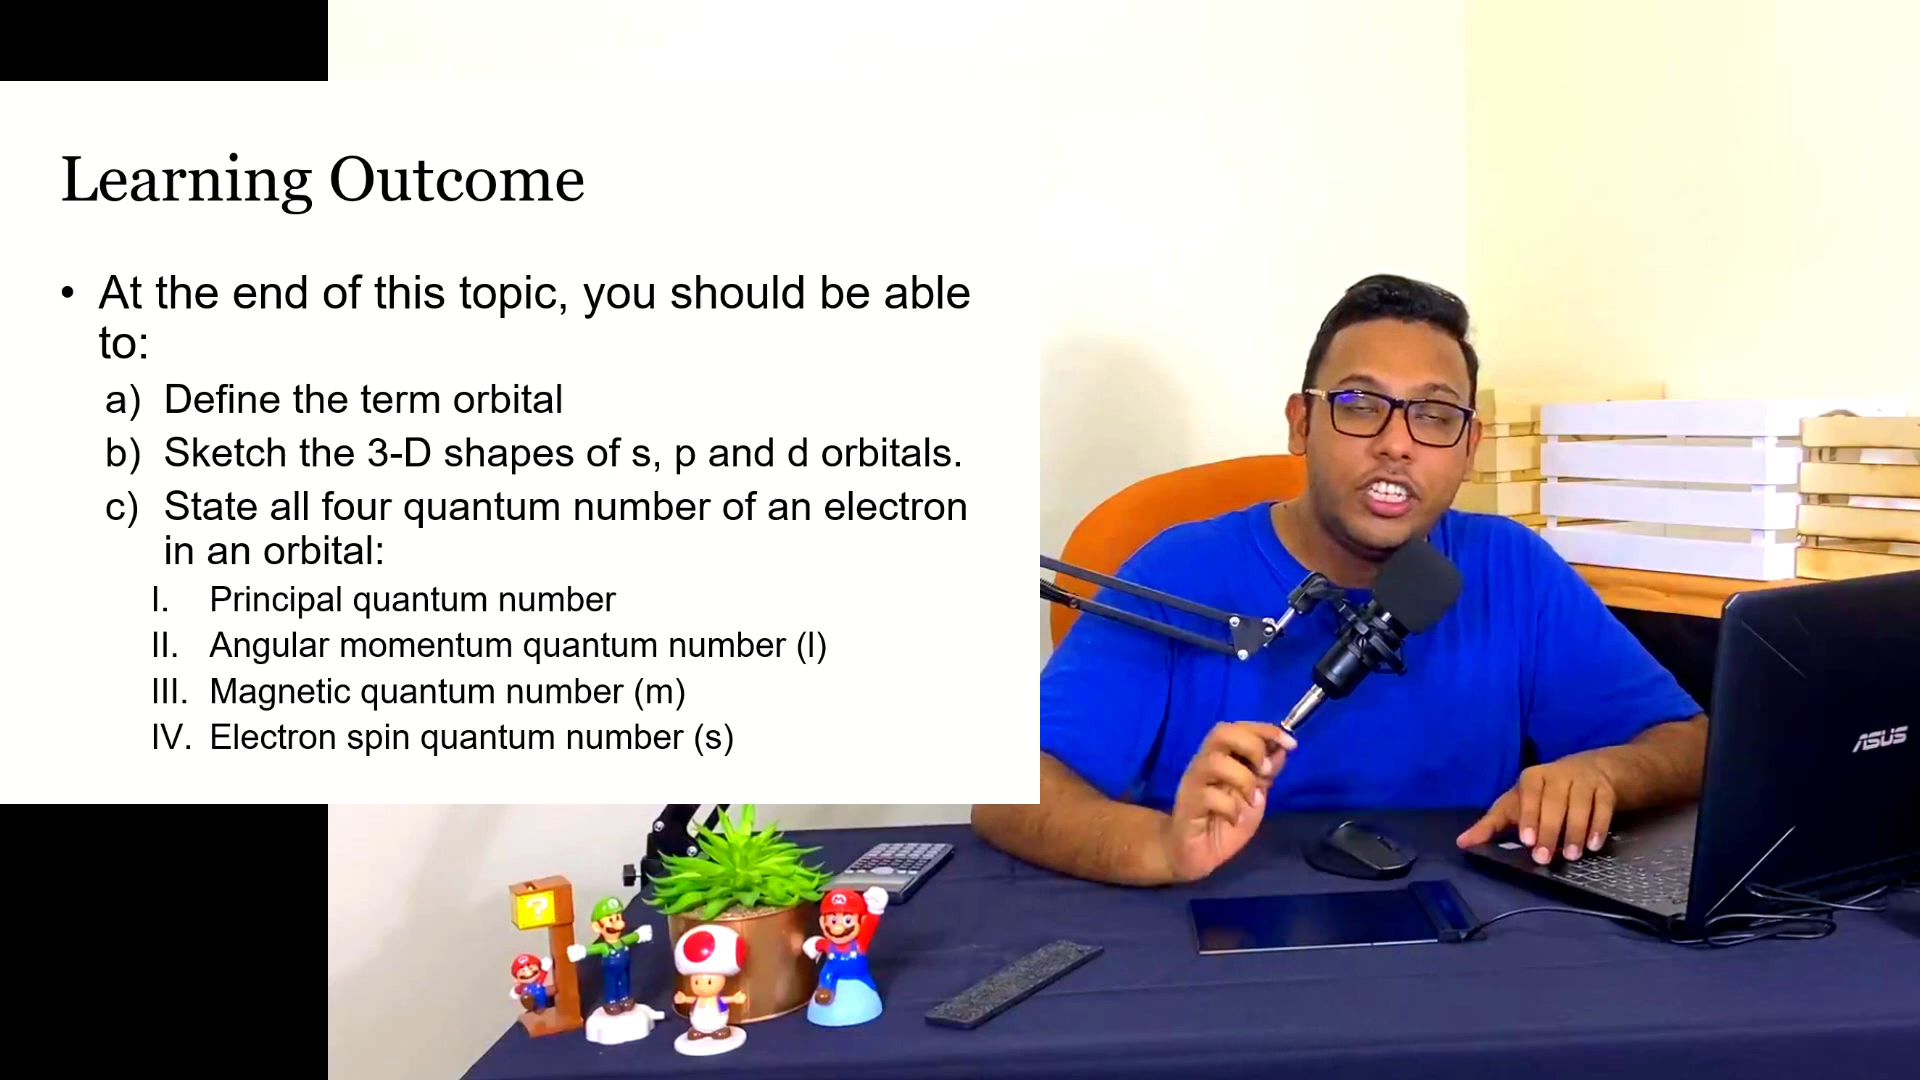 Learning Outcome
• At the end of this topic, you should be able
to:
a) Define the term orbital
b) Sketch the 3-D shapes of s, p and d orbitals.
c) State all four quantum number of an electron
in an orbital:
I. Principal quantum number
II. Angular momentum quantum number (l)
III. Magnetic quantum number (m)
IV. Electron spin quantum number (s)
ASUS
?
M